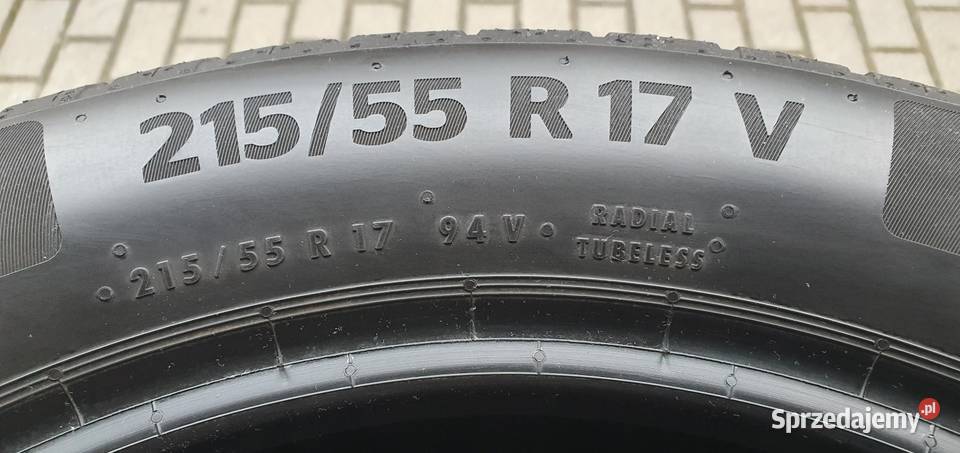 215/55 R 17 V
215/55 R 17 94 V
RADIAL
TUBELESS
Sprzedajemy.pl